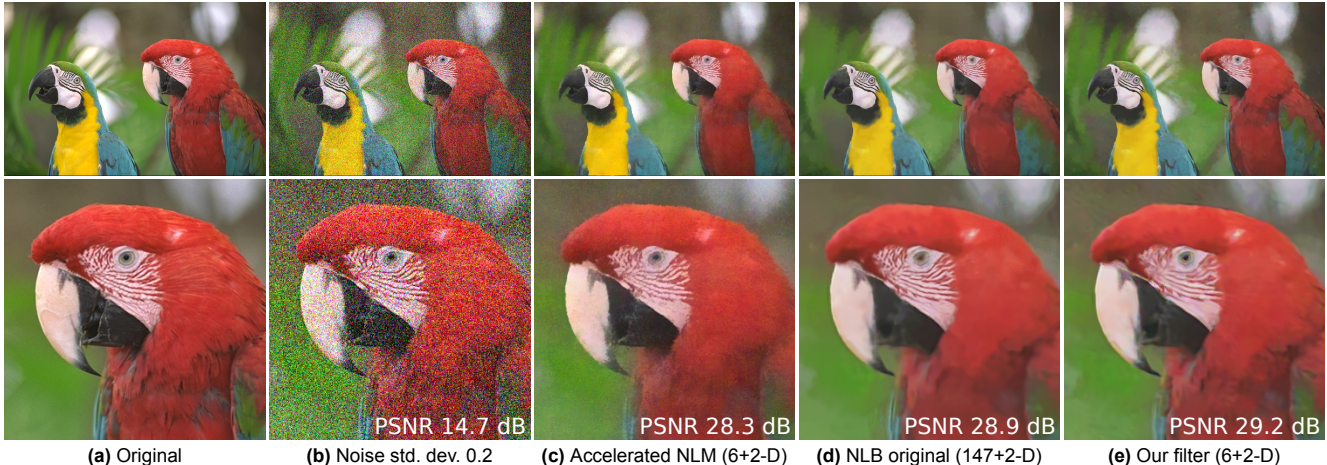 PSNR 14.7 dB
PSNR 28.3 dB
PSNR 28.9 dB
PSNR 29.2 dB
(a) Original
(b) Noise std. dev. 0.2
(c) Accelerated NLM (6+2-D)
(d) NLB original (147+2-D)
(e) Our filter (6+2-D)